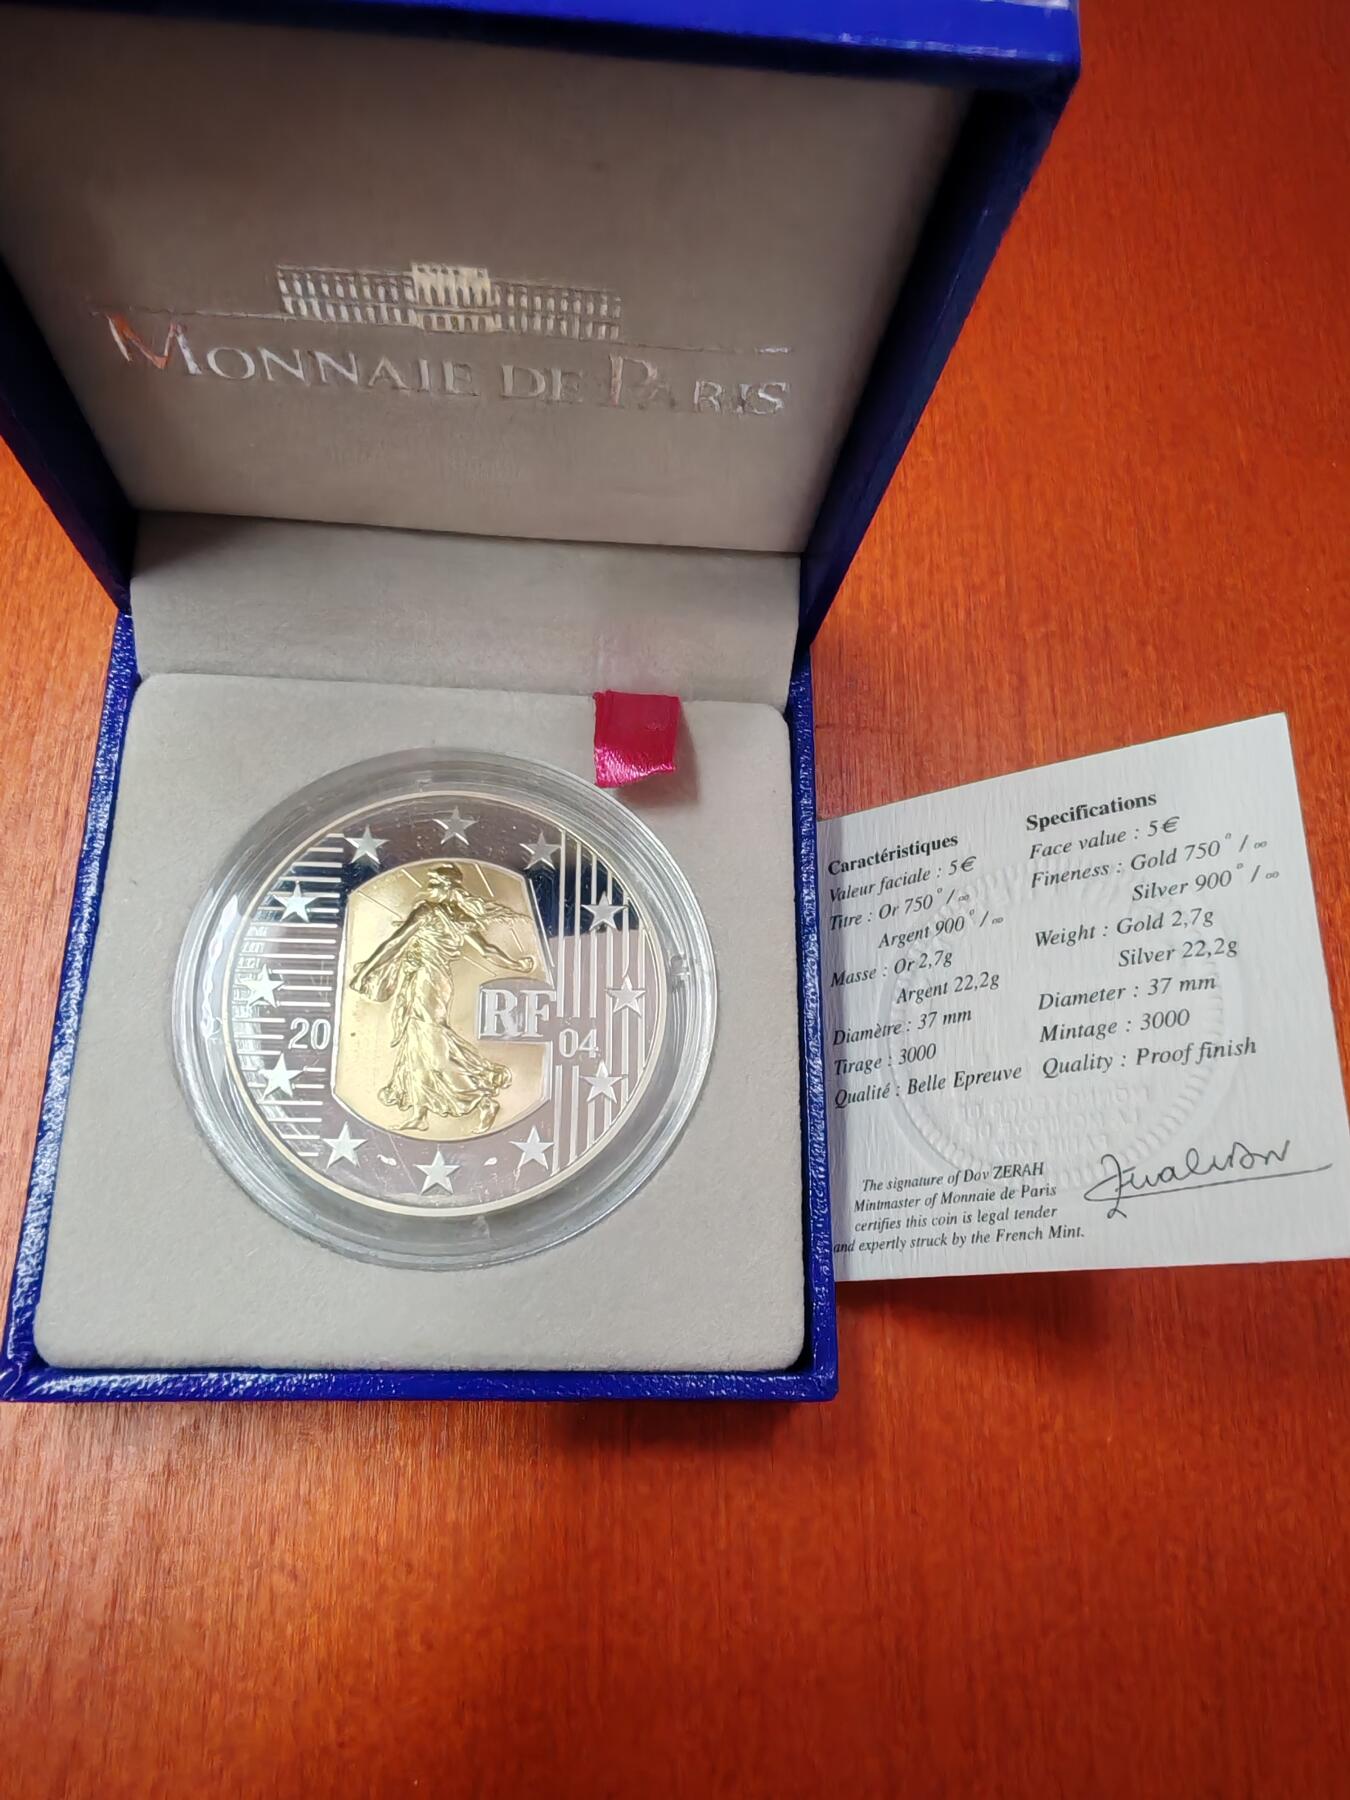 MONNAIE DE PARIS
20
RF
04
Caractéristiques
Valeur faciale : 5€
Titre : Or 750°/∞
Argent 900°/∞
Masse : Or 2,7g
Argent 22,2g
Diamètre : 37 mm
Tirage : 3000
Qualité : Belle Epreuve
Specifications
Face value : 5€
Fineness : Gold 750°/∞
Silver 900°/∞
Weight : Gold 2,7g
Silver 22,2g
Diameter : 37 mm
Mintage : 3000
Quality : Proof finish
The signature of Dov ZERAH
Mintmaster of Monnaie de Paris
certifies this coin is legal tender
and expertly struck by the French Mint.